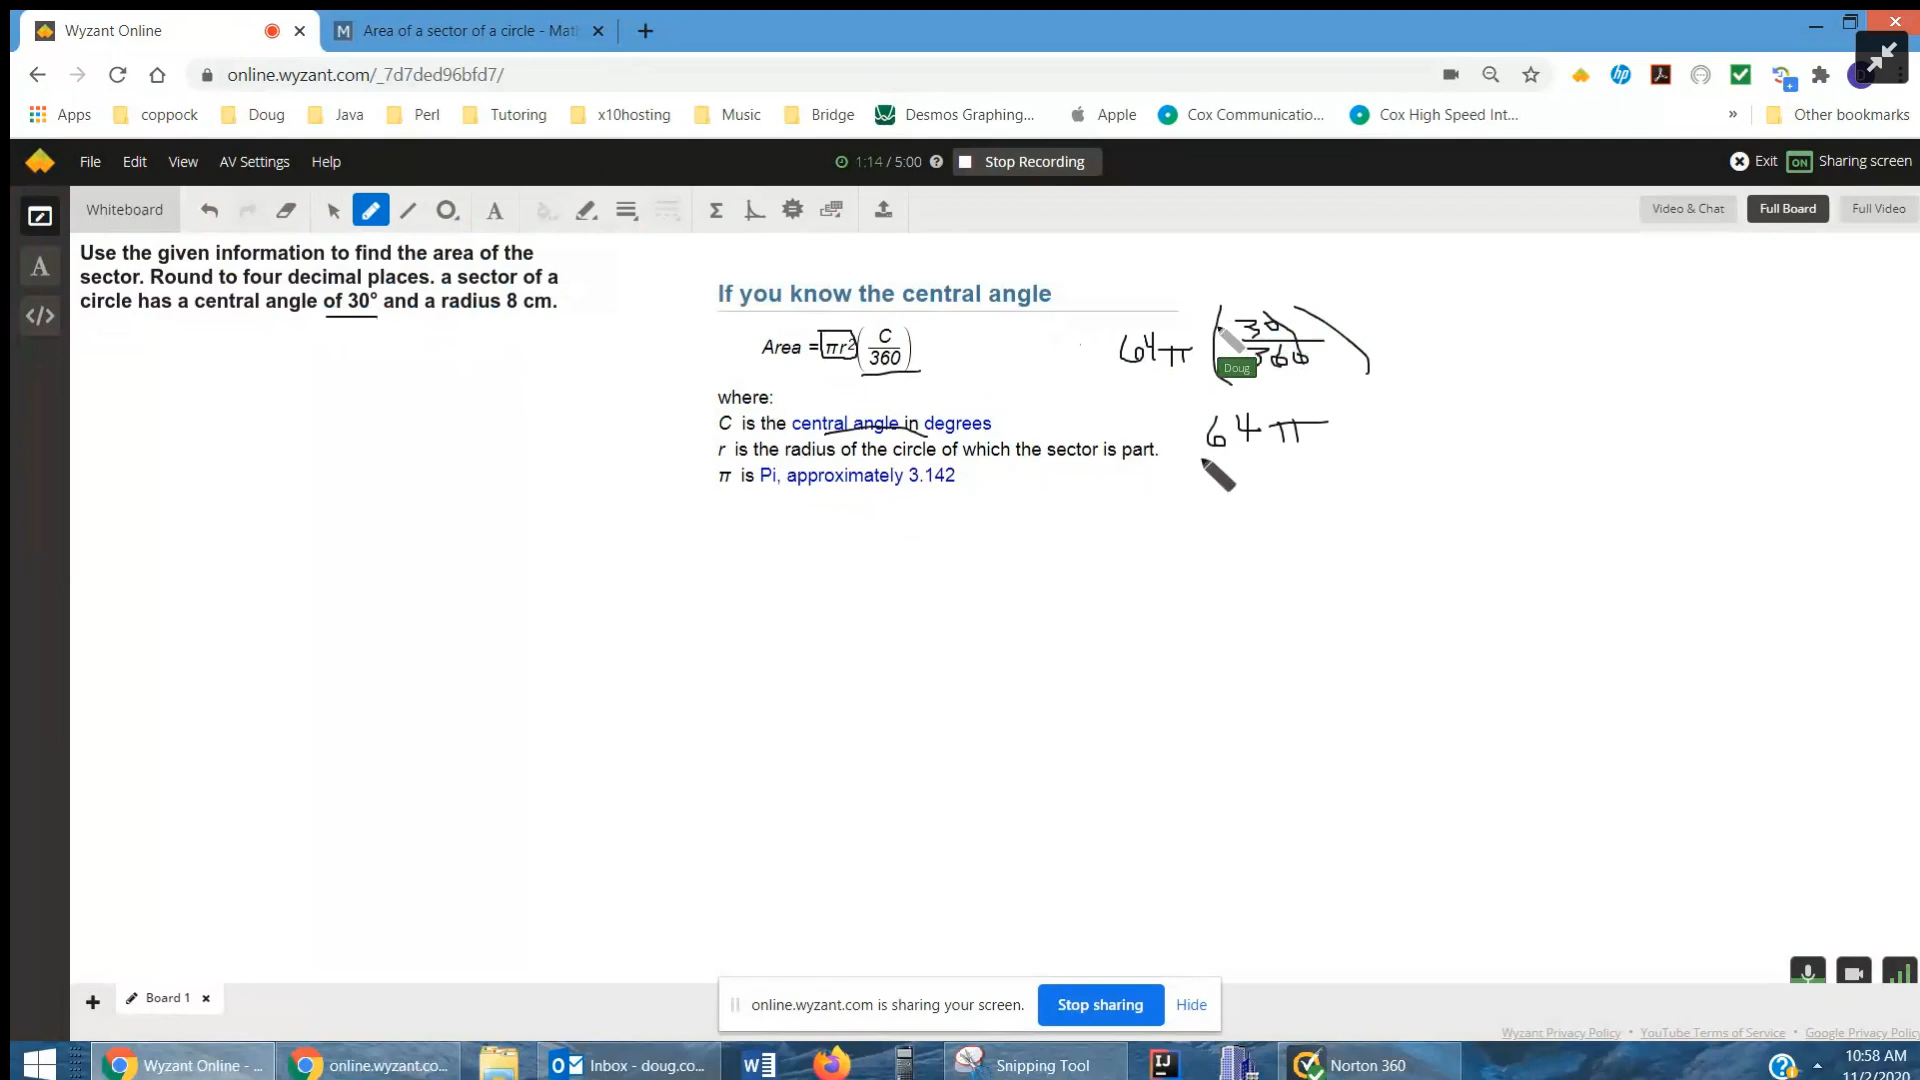 Wyzant Online
Area of a sector of a circle - Mat
online.wyzant.com/_7d7ded96bfd7/
Apps coppock Doug Java Perl Tutoring x10hosting Music Bridge Desmos Graphing... Apple Cox Communicatio... Cox High Speed Int... » Other bookmarks
File Edit View AV Settings Help 1:14 / 5:00 Stop Recording Exit ON Sharing screen
Whiteboard A Σ Video & Chat Full Board Full Video
A
</>
Use the given information to find the area of the
sector. Round to four decimal places. a sector of a
circle has a central angle of 30° and a radius 8 cm.
If you know the central angle
Area = πr² (C/360)
where:
C is the central angle in degrees
r is the radius of the circle of which the sector is part.
π is Pi, approximately 3.142
64π (30/360)
Doug
64π
+ Board 1 ×
online.wyzant.com is sharing your screen. Stop sharing Hide
Wyzant Privacy Policy • YouTube Terms of Service • Google Privacy Polic
Wyzant Online - ... online.wyzant.co... Inbox - doug.co... Snipping Tool IJ Norton 360
10:58 AM
11/2/2020